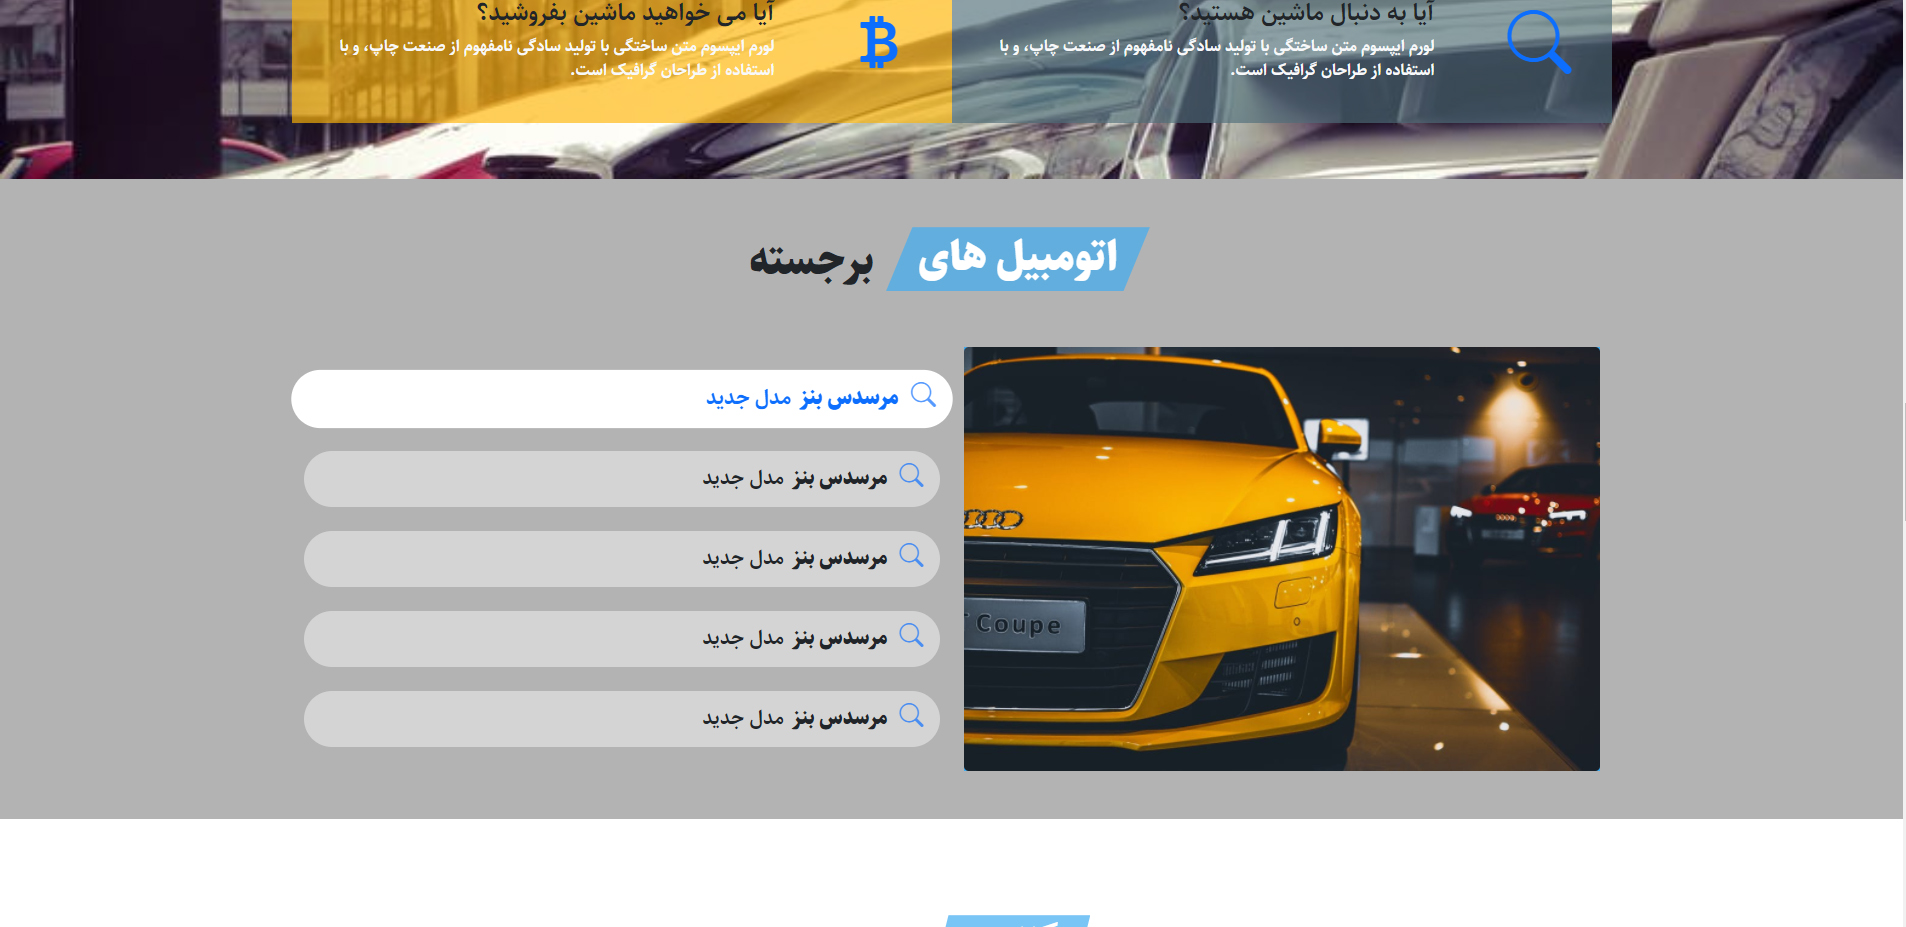 آیا به دنبال ماشین هستید؟
لورم ایپسوم متن ساختگی با تولید سادگی نامفهوم از صنعت چاپ، و با
استفاده از طراحان گرافیک است.
آیا می خواهید ماشین بفروشید؟
لورم ایپسوم متن ساختگی با تولید سادگی نامفهوم از صنعت چاپ، و با
استفاده از طراحان گرافیک است.
اتومبیل های برجسته
Coupe
مرسدس بنز مدل جدید
مرسدس بنز مدل جدید
مرسدس بنز مدل جدید
مرسدس بنز مدل جدید
مرسدس بنز مدل جدید